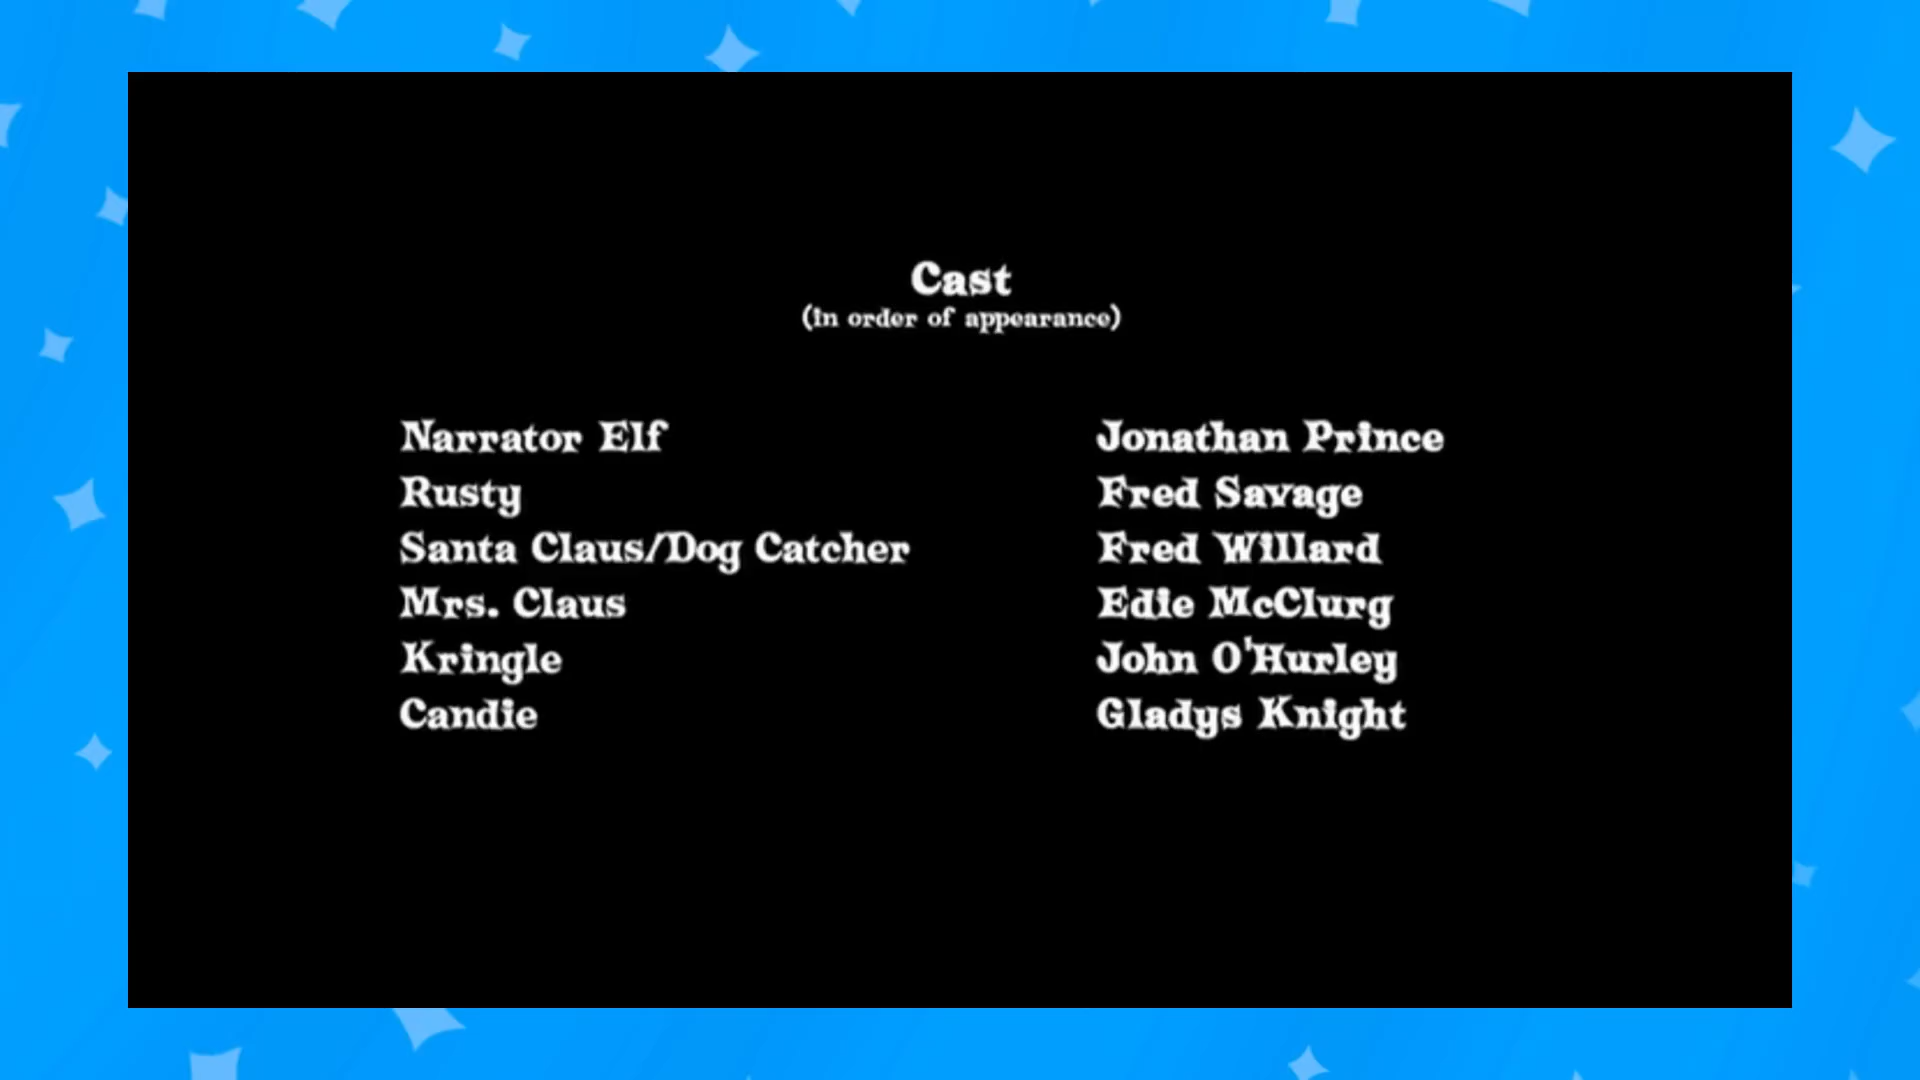 Cast
(in order of appearance)
Narrator Elf Jonathan Prince
Rusty Fred Savage
Santa Claus/Dog Catcher Fred Willard
Mrs. Claus Edie McClurg
Kringle John O'Hurley
Candie Gladys Knight